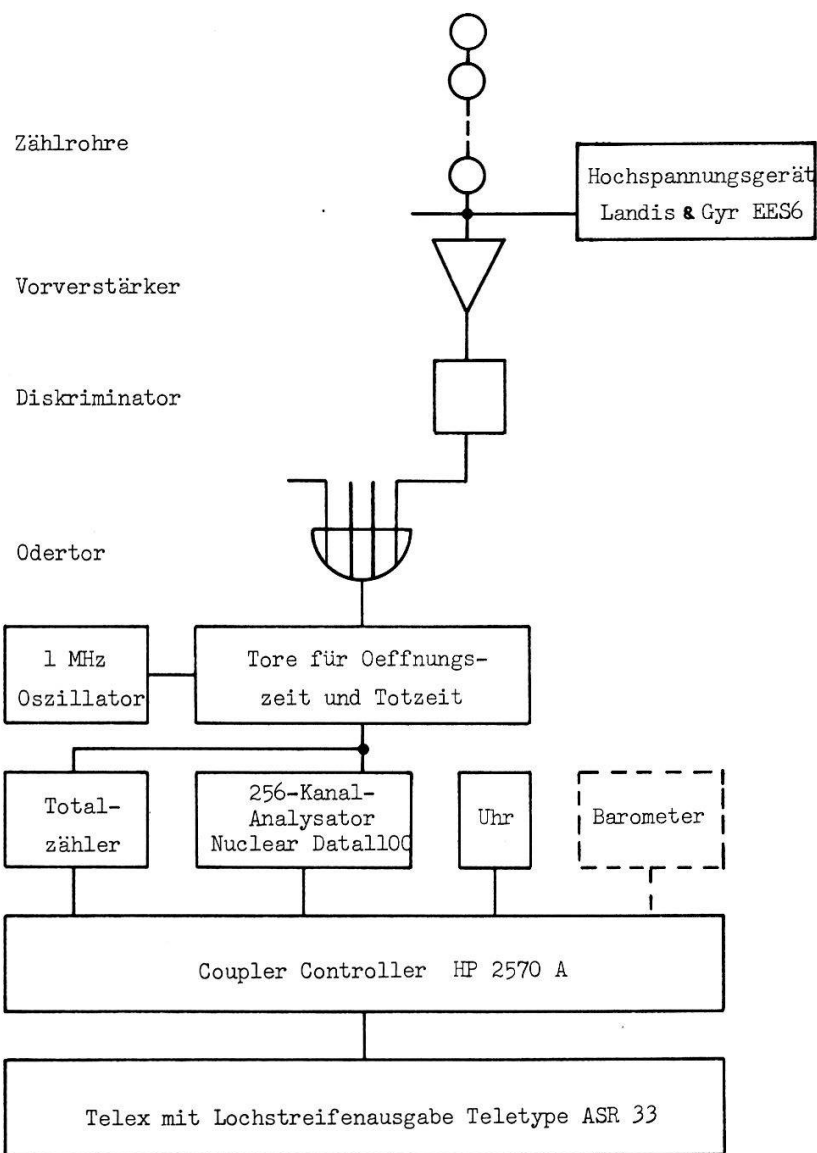 Zählrohre
Hochspannungsgerät
Landis & Gyr EES6
Vorverstärker
Diskriminator
Odertor
1 MHz
Oszillator
Tore für Oeffnungs-
zeit und Totzeit
Total-
zähler
256-Kanal-
Analysator
Nuclear Data1100
Uhr
Barometer
Coupler Controller HP 2570 A
Telex mit Lochstreifenausgabe Teletype ASR 33